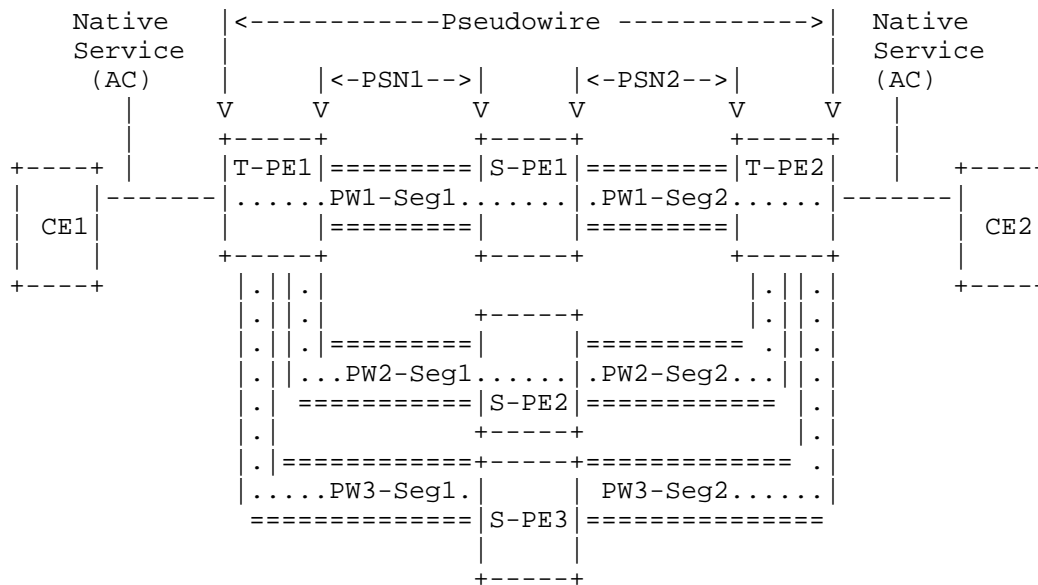 Native |<------------Pseudowire ------------>| Native
Service | | Service
(AC) | |<-PSN1-->| |<-PSN2-->| | (AC)
| V V V V V V |
| +-----+ +-----+ +-----+ |
+----+ | |T-PE1|=========|S-PE1|=========|T-PE2| | +----
| |-------|......PW1-Seg1.......|.PW1-Seg2......|-------|
| CE1| | |=========| |=========| | | CE2
| | +-----+ +-----+ +-----+ |
+----+ |.||.| |.||.| +----
|.||.| +-----+ |.||.|
|.||.|=========| |========== .||.|
|.||...PW2-Seg1......|.PW2-Seg2...||.|
|.| ===========|S-PE2|============ |.|
|.| +-----+ |.|
|.|============+-----+============= .|
|.....PW3-Seg1.| | PW3-Seg2......|
==============|S-PE3|===============
| |
+-----+